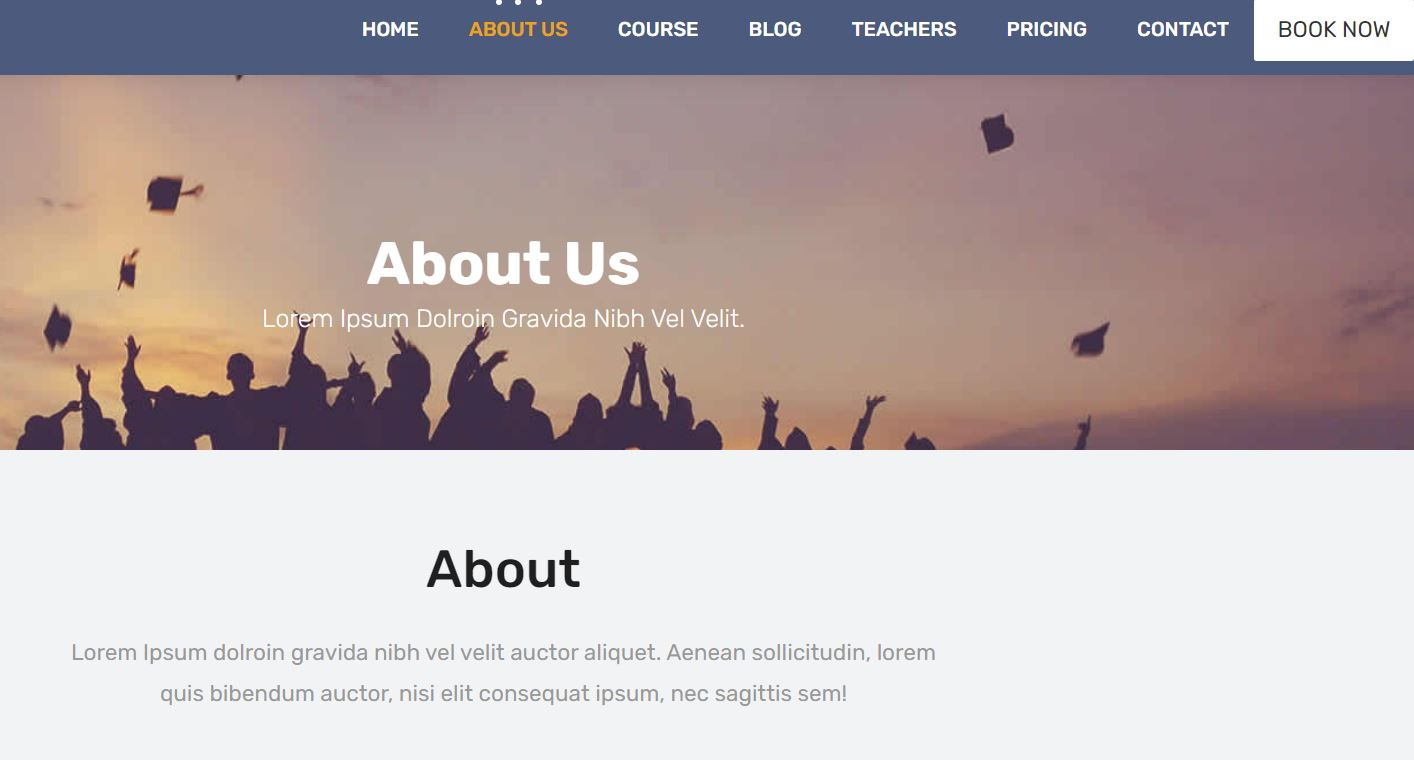 HOME ABOUT US COURSE BLOG TEACHERS PRICING CONTACT BOOK NOW
About Us
Lorem Ipsum Dolroin Gravida Nibh Vel Velit.
About
Lorem Ipsum dolroin gravida nibh vel velit auctor aliquet. Aenean sollicitudin, lorem
quis bibendum auctor, nisi elit consequat ipsum, nec sagittis sem!